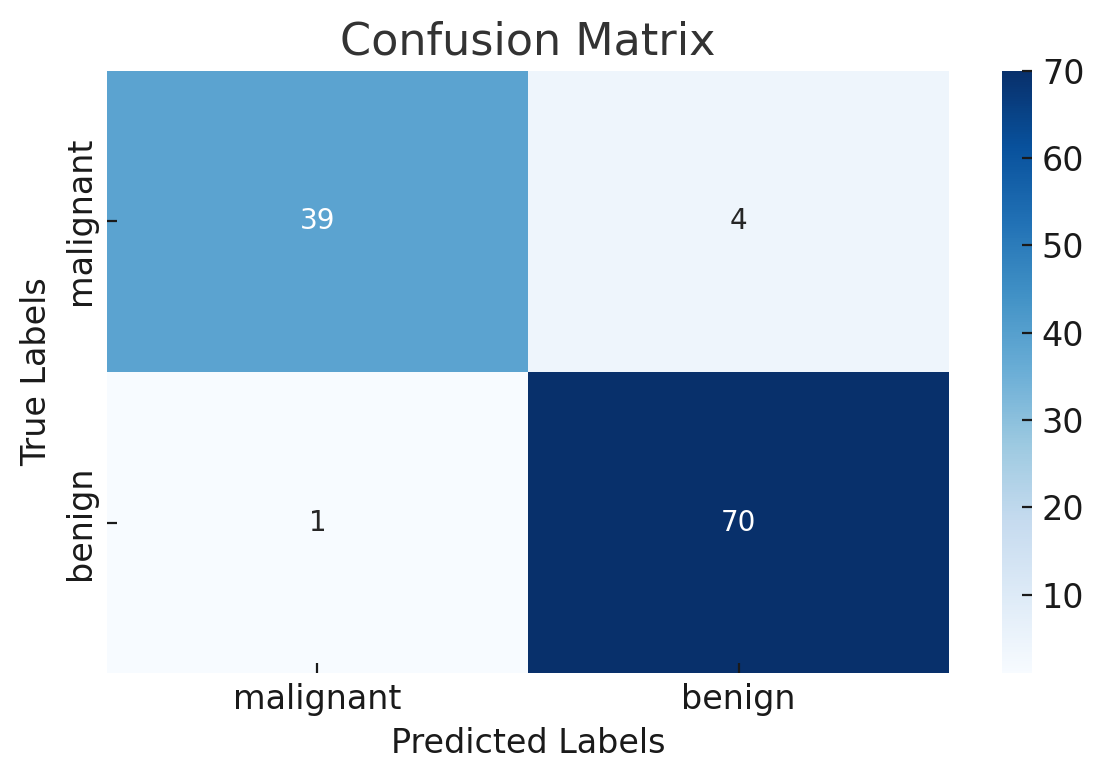 Confusion Matrix
True Labels
malignant
benign
39
4
1
70
malignant
benign
Predicted Labels
70
60
50
40
30
20
10